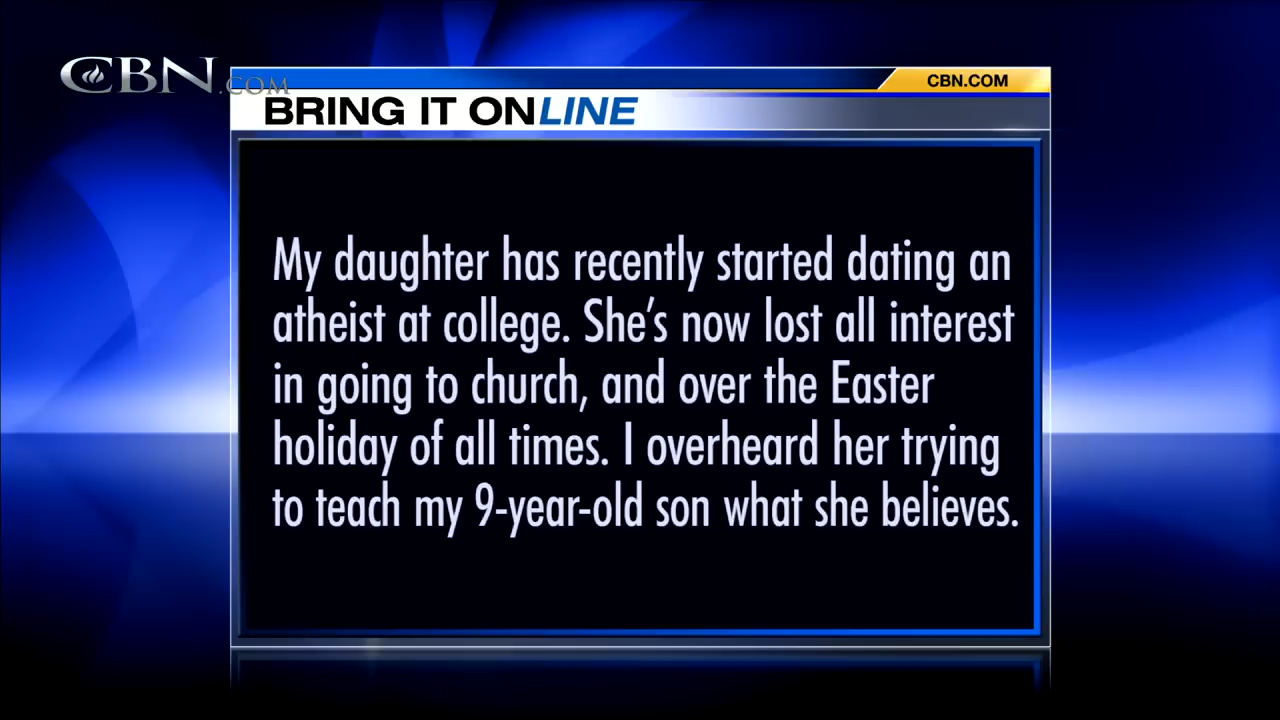 CBN.COM
CBN.COM
BRING IT ONLINE
My daughter has recently started dating an
atheist at college. She's now lost all interest
in going to church, and over the Easter
holiday of all times. I overheard her trying
to teach my 9-year-old son what she believes.